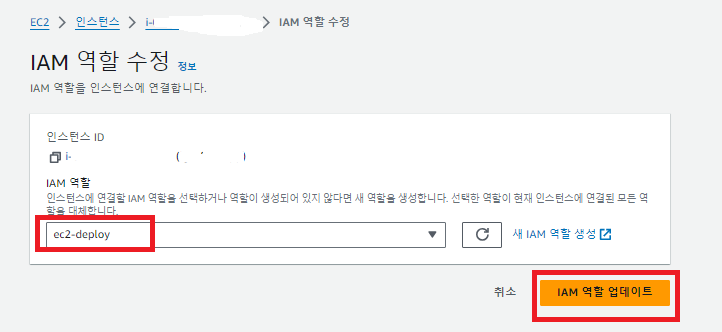 EC2 > 인스턴스 > i- > IAM 역할 수정
IAM 역할 수정 정보
IAM 역할을 인스턴스에 연결합니다.
인스턴스 ID
i- ( )
IAM 역할
인스턴스에 연결할 IAM 역할을 선택하거나 역할이 생성되어 있지 않다면 새 역할을 생성합니다. 선택한 역할이 현재 인스턴스에 연결된 모든 역
할을 대체합니다.
ec2-deploy
새 IAM 역할 생성
취소
IAM 역할 업데이트